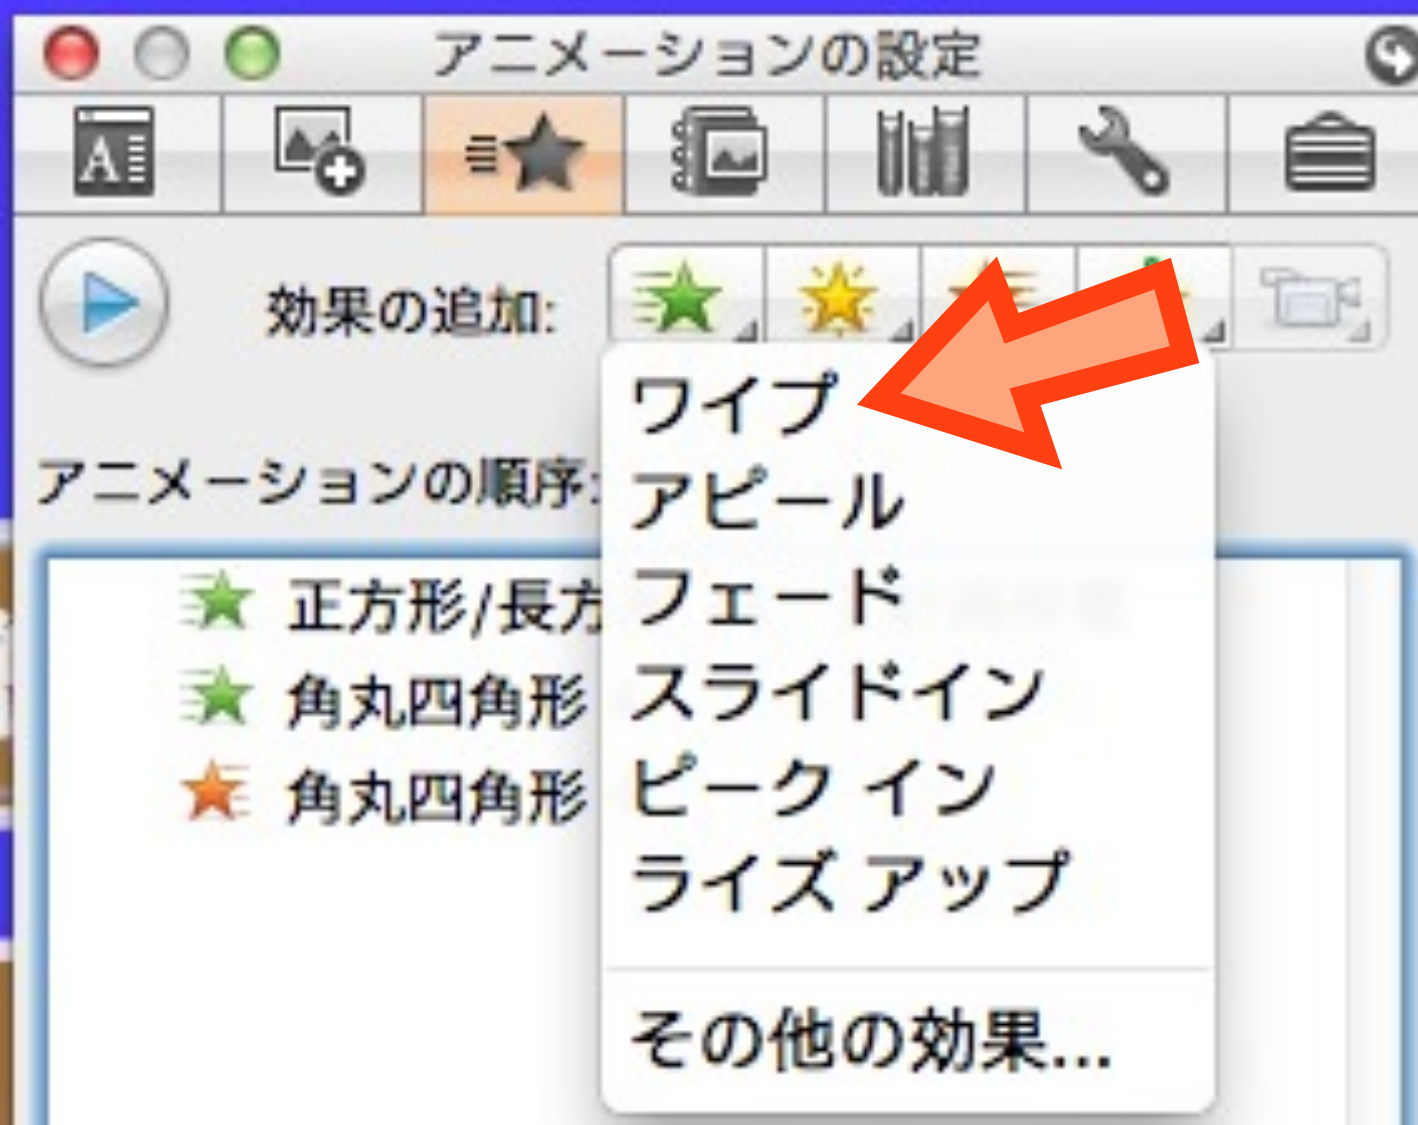 アニメーションの設定
A
効果の追加:
ワイプ
アピール
アニメーションの順序:
フェード
正方形/長方
スライドイン
角丸四角形
ピーク イン
角丸四角形
ライズ アップ
その他の効果...